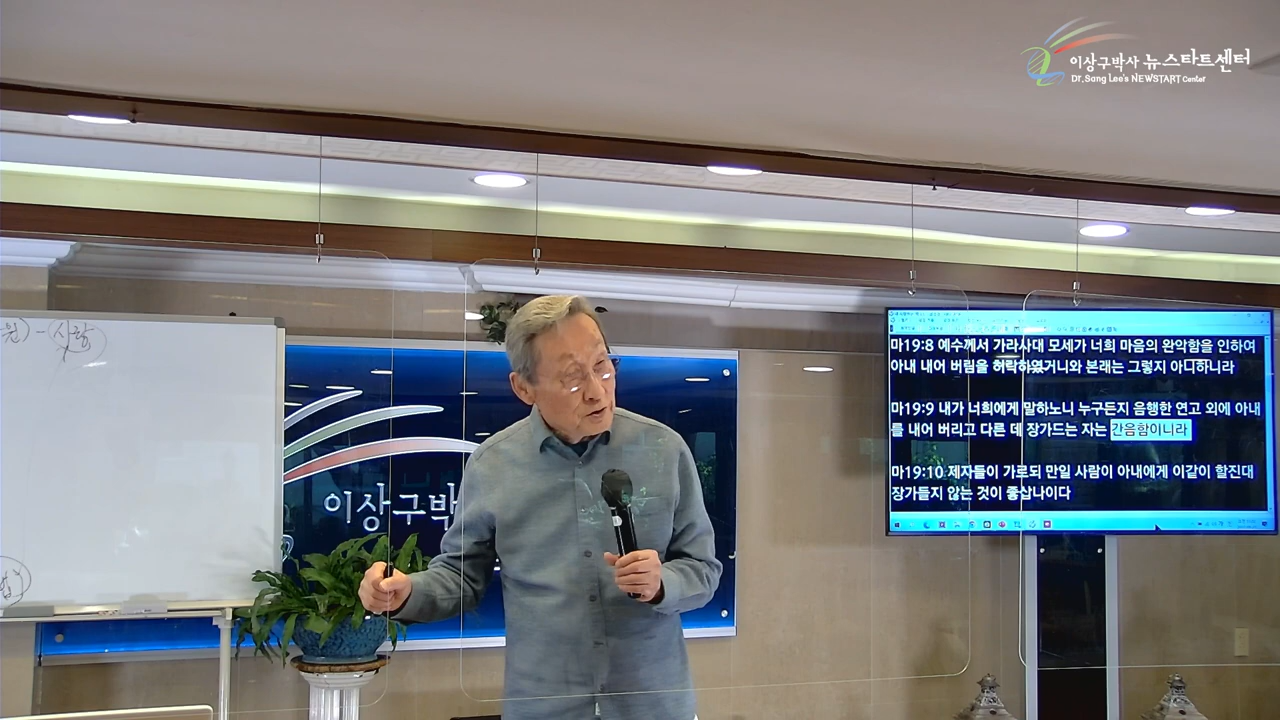 이상구박사 뉴스타트센터
Dr. Sang Lee's NEWSTART Center
원) - 사랑
이상구박
마19:8 예수께서 가라사대 모세가 너희 마음의 완악함을 인하여
아내 내어 버림을 허락하였거니와 본래는 그렇지 아니하니라
마19:9 내가 너희에게 말하노니 누구든지 음행한 연고 외에 아내
를 내어 버리고 다른 데 장가드는 자는 간음함이니라
마19:10 제자들이 가로되 만일 사람이 아내에게 이같이 할진대
장가들지 않는 것이 좋삽나이다